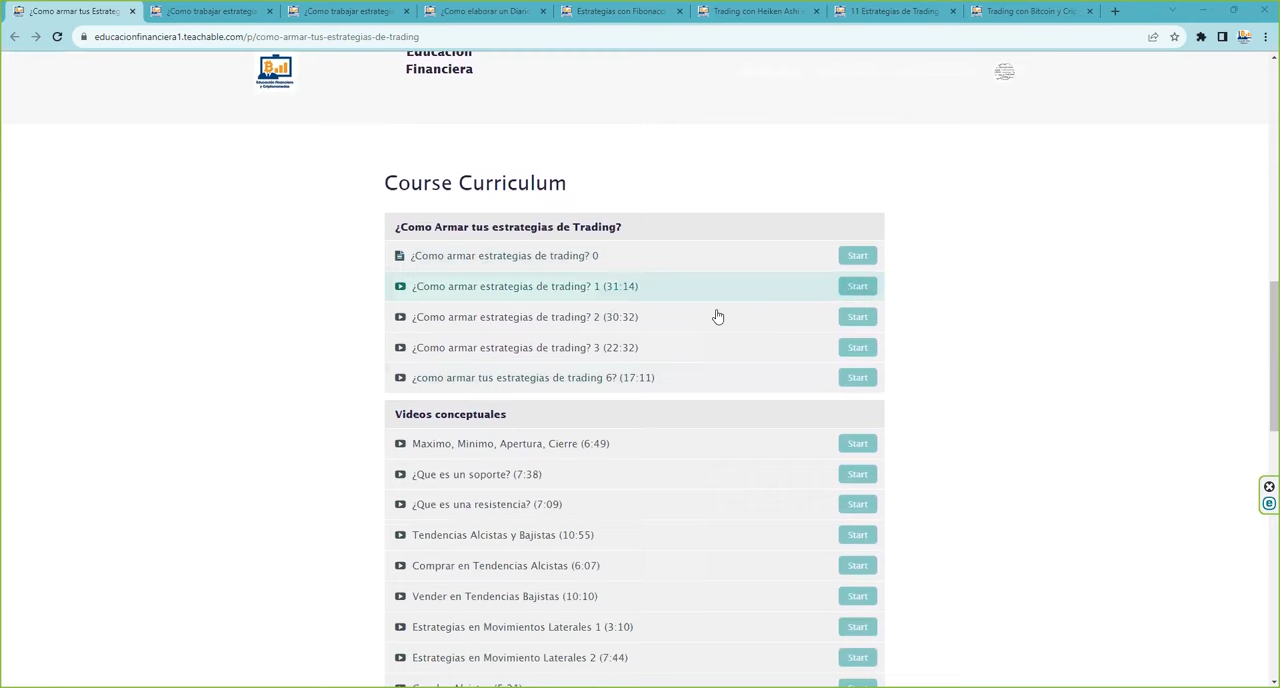 ¿Como armar tus Estrateg
¿Como trabajar estrategi
¿Como trabajar estrategi
¿Como elaborar un Diari
Estrategias con Fibonacc
Trading con Heiken Ashi
11 Estrategias de Trading
Trading con Bitcoin y Crip
educacionfinanciera1.teachable.com/p/como-armar-tus-estrategias-de-trading
Educación
Financiera
Educación Financiera
y Criptomonedas
Course Curriculum
¿Como Armar tus estrategias de Trading?
¿Como armar estrategias de trading? 0 Start
¿Como armar estrategias de trading? 1 (31:14) Start
¿Como armar estrategias de trading? 2 (30:32) Start
¿Como armar estrategias de trading? 3 (22:32) Start
¿como armar tus estrategias de trading 6? (17:11) Start
Videos conceptuales
Maximo, Minimo, Apertura, Cierre (6:49) Start
¿Que es un soporte? (7:38) Start
¿Que es una resistencia? (7:09) Start
Tendencias Alcistas y Bajistas (10:55) Start
Comprar en Tendencias Alcistas (6:07) Start
Vender en Tendencias Bajistas (10:10) Start
Estrategias en Movimientos Laterales 1 (3:10) Start
Estrategias en Movimiento Laterales 2 (7:44) Start